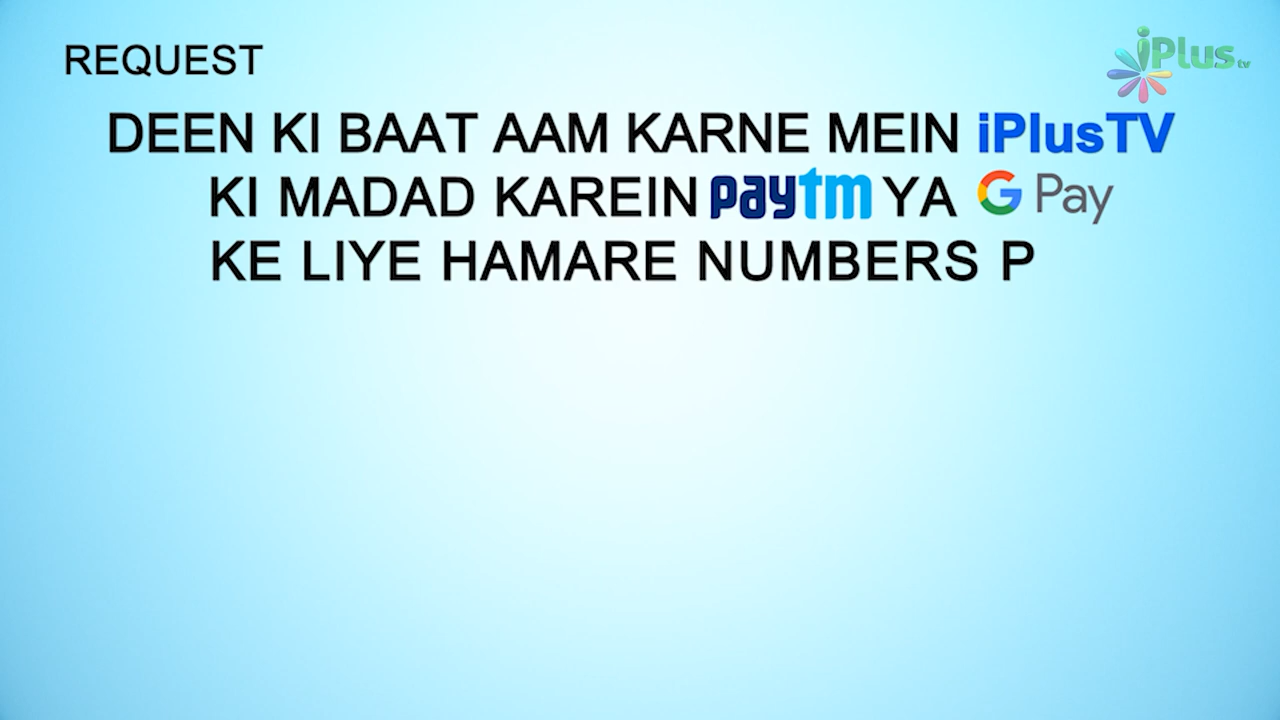 REQUEST
iPlus tv
DEEN KI BAAT AAM KARNE MEIN iPlusTV
KI MADAD KAREIN paytm YA G Pay
KE LIYE HAMARE NUMBERS P